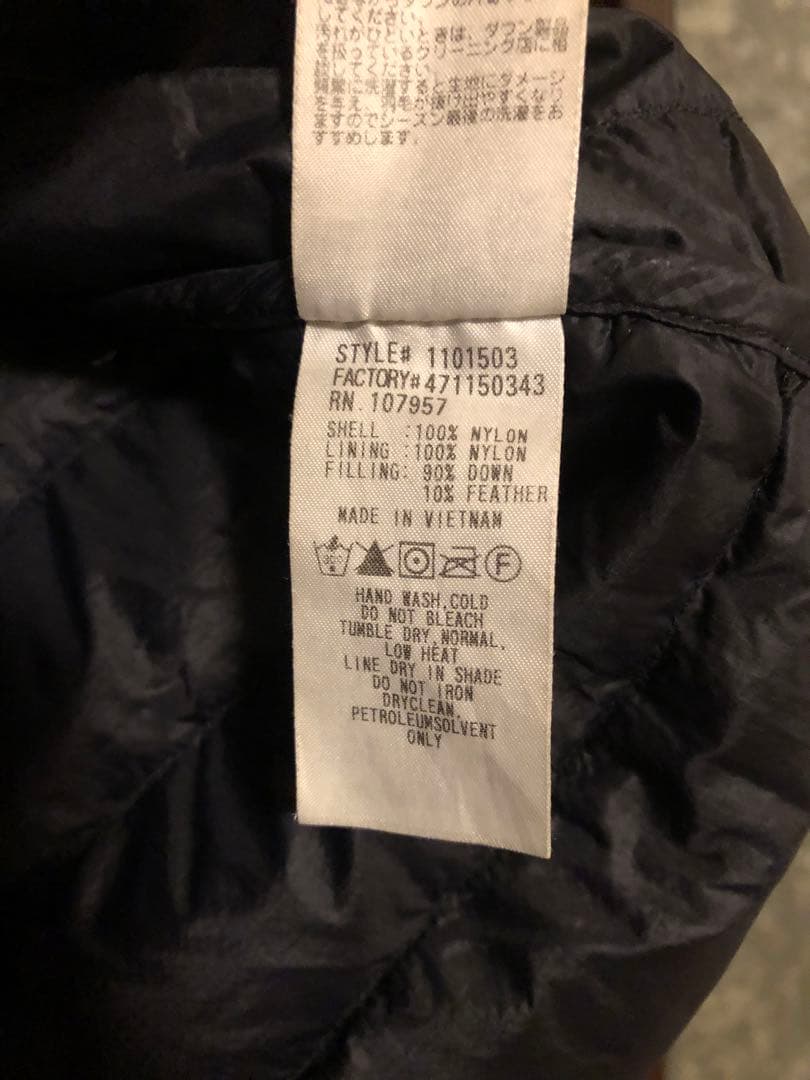 てください。
汚れがひどいときは、ダウン製品
を扱っているクリーニング店に相
談してください。
頻繁に洗濯すると生地にダメージ
を与え、羽毛が抜け出やすくなり
ますのでシーズン最後の洗濯をお
すすめします。
STYLE# 1101503
FACTORY#471150343
RN.107957
SHELL :100% NYLON
LINING :100% NYLON
FILLING: 90% DOWN
10% FEATHER
MADE IN VIETNAM
F
HAND WASH,COLD
DO NOT BLEACH
TUMBLE DRY,NORMAL,
LOW HEAT
LINE DRY IN SHADE
DO NOT IRON
DRYCLEAN,
PETROLEUMSOLVENT
ONLY